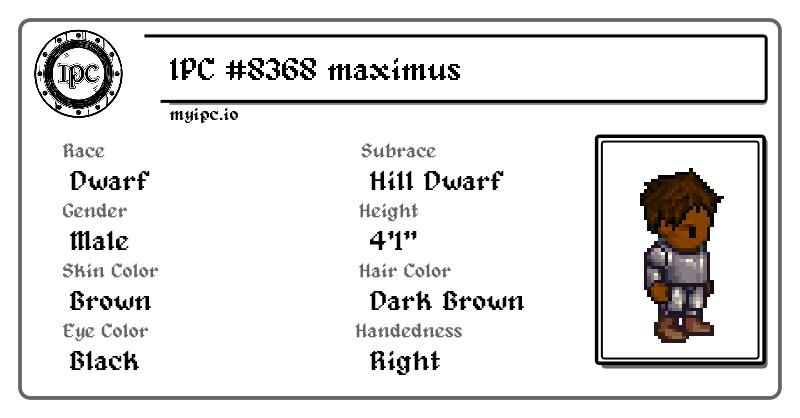 IPC
IPC #8368 maximus
myipc.io
Race
Dwarf
Subrace
Hill Dwarf
Gender
Male
Height
4'1"
Skin Color
Brown
Hair Color
Dark Brown
Eye Color
Black
Handedness
Right